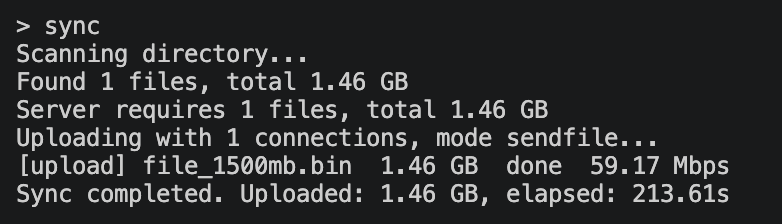 > sync
Scanning directory...
Found 1 files, total 1.46 GB
Server requires 1 files, total 1.46 GB
Uploading with 1 connections, mode sendfile...
[upload] file_1500mb.bin  1.46 GB  done  59.17 Mbps
Sync completed. Uploaded: 1.46 GB, elapsed: 213.61s